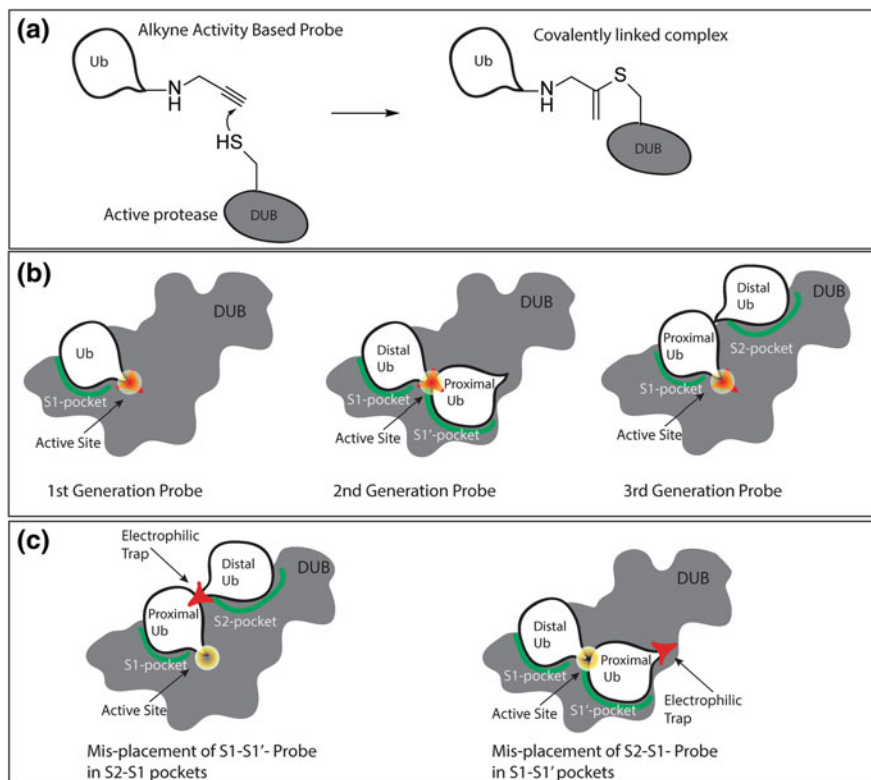 (a)
Alkyne Activity Based Probe
Covalently linked complex
Ub
N
H
HS
Active protease
DUB
Ub
N
H
S
DUB
(b)
DUB
Ub
S1-pocket
Active Site
1st Generation Probe
DUB
Distal
Ub
Proximal
Ub
S1-pocket
S1'-pocket
Active Site
2nd Generation Probe
Distal
Ub
DUB
Proximal
Ub
S2-pocket
S1-pocket
Active Site
3rd Generation Probe
(c)
Electrophilic
Trap
Distal
Ub
DUB
Proximal
Ub
S2-pocket
S1-pocket
Active Site
Mis-placement of S1-S1'- Probe
in S2-S1 pockets
DUB
Distal
Ub
Proximal
Ub
S1-pocket
S1'-pocket
Active Site
Electrophilic
Trap
Mis-placement of S2-S1- Probe
in S1-S1' pockets